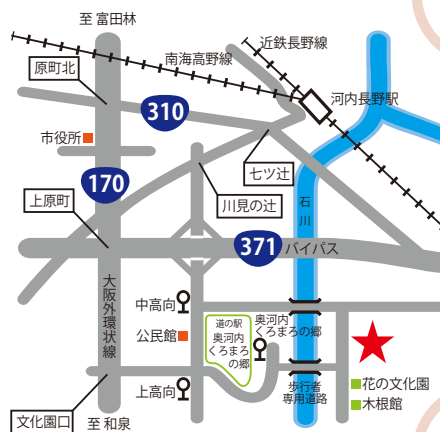 至 富田林
近鉄長野線
南海高野線
原町北
河内長野駅
310
市役所
七ツ辻
170
上原町
川見の辻
石川
371
バイパス
大阪外環状線
中高向
道の駅
奥河内
くろまろ
の郷
奥河内
くろまろの郷
公民館
上高向
歩行者
専用道路
花の文化園
木根館
文化園口
至 和泉